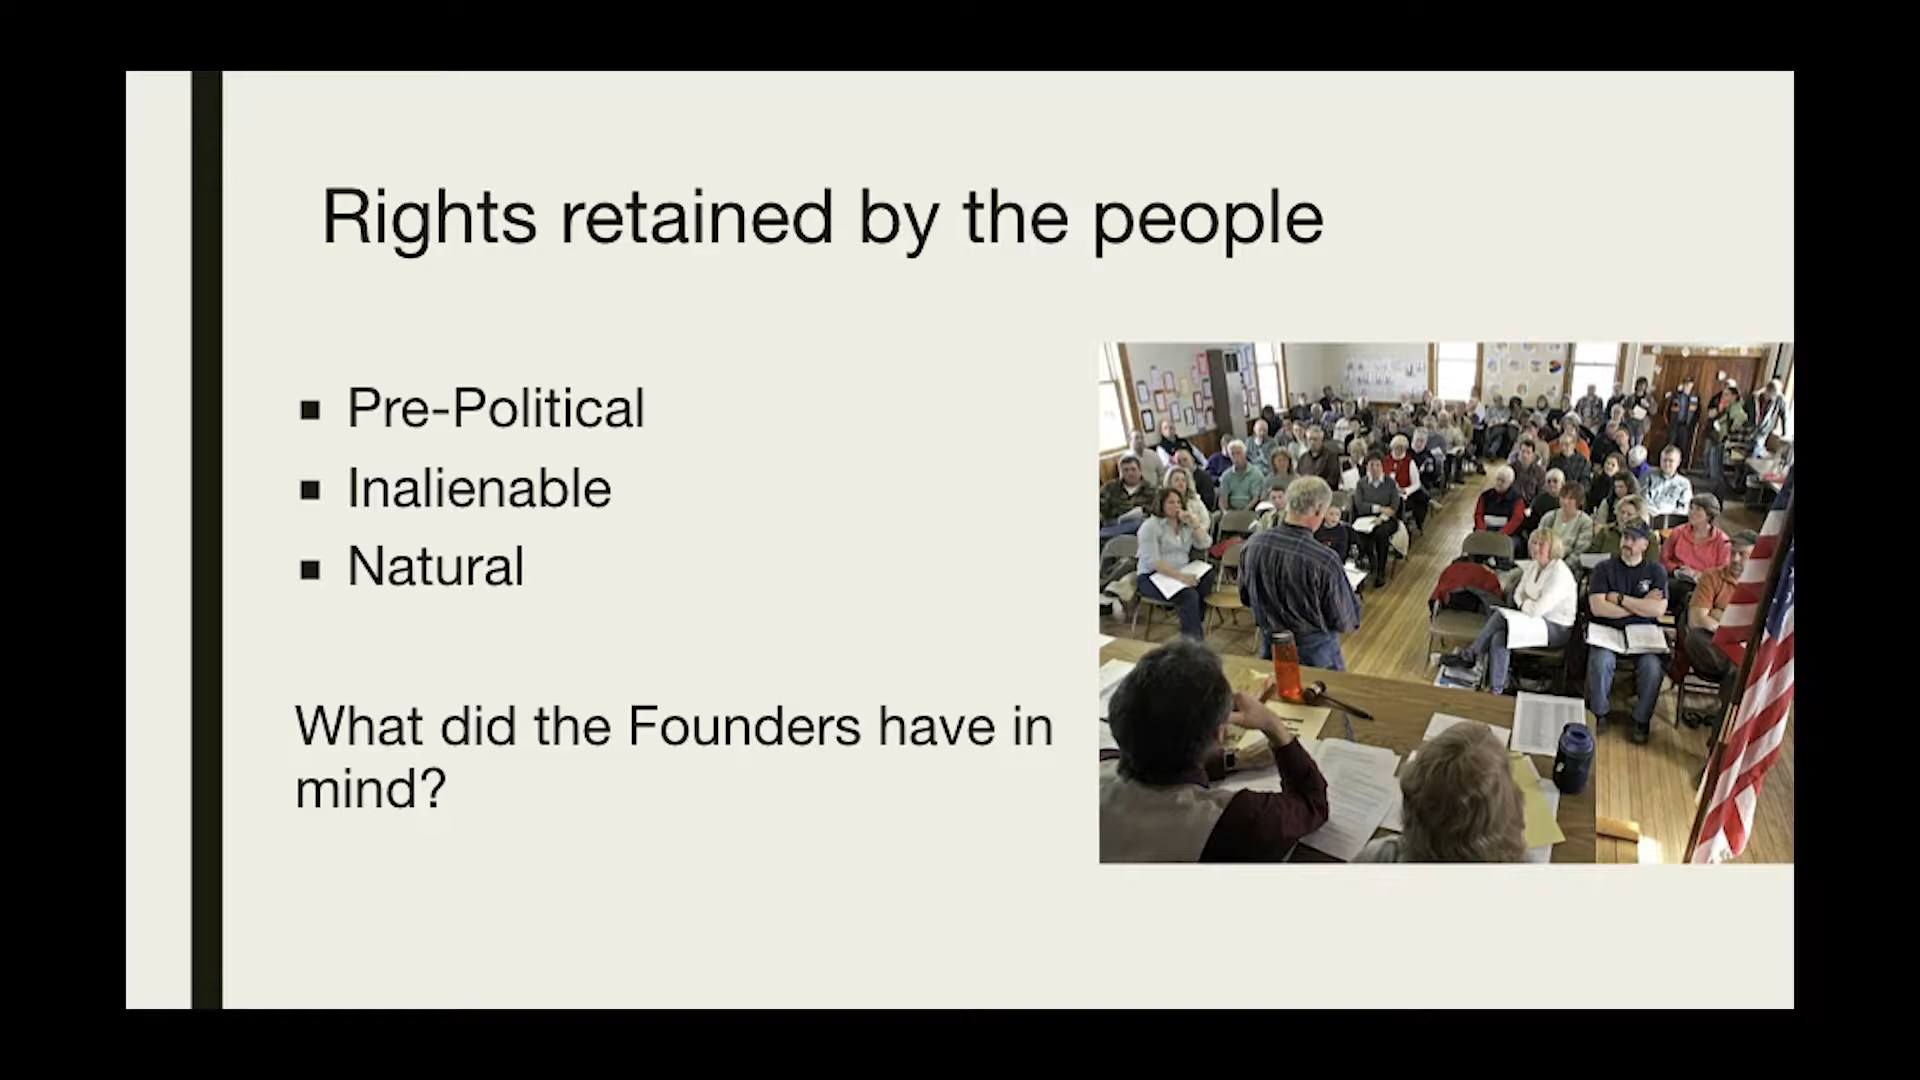 Rights retained by the people
▪ Pre-Political
▪ Inalienable
▪ Natural
What did the Founders have in
mind?